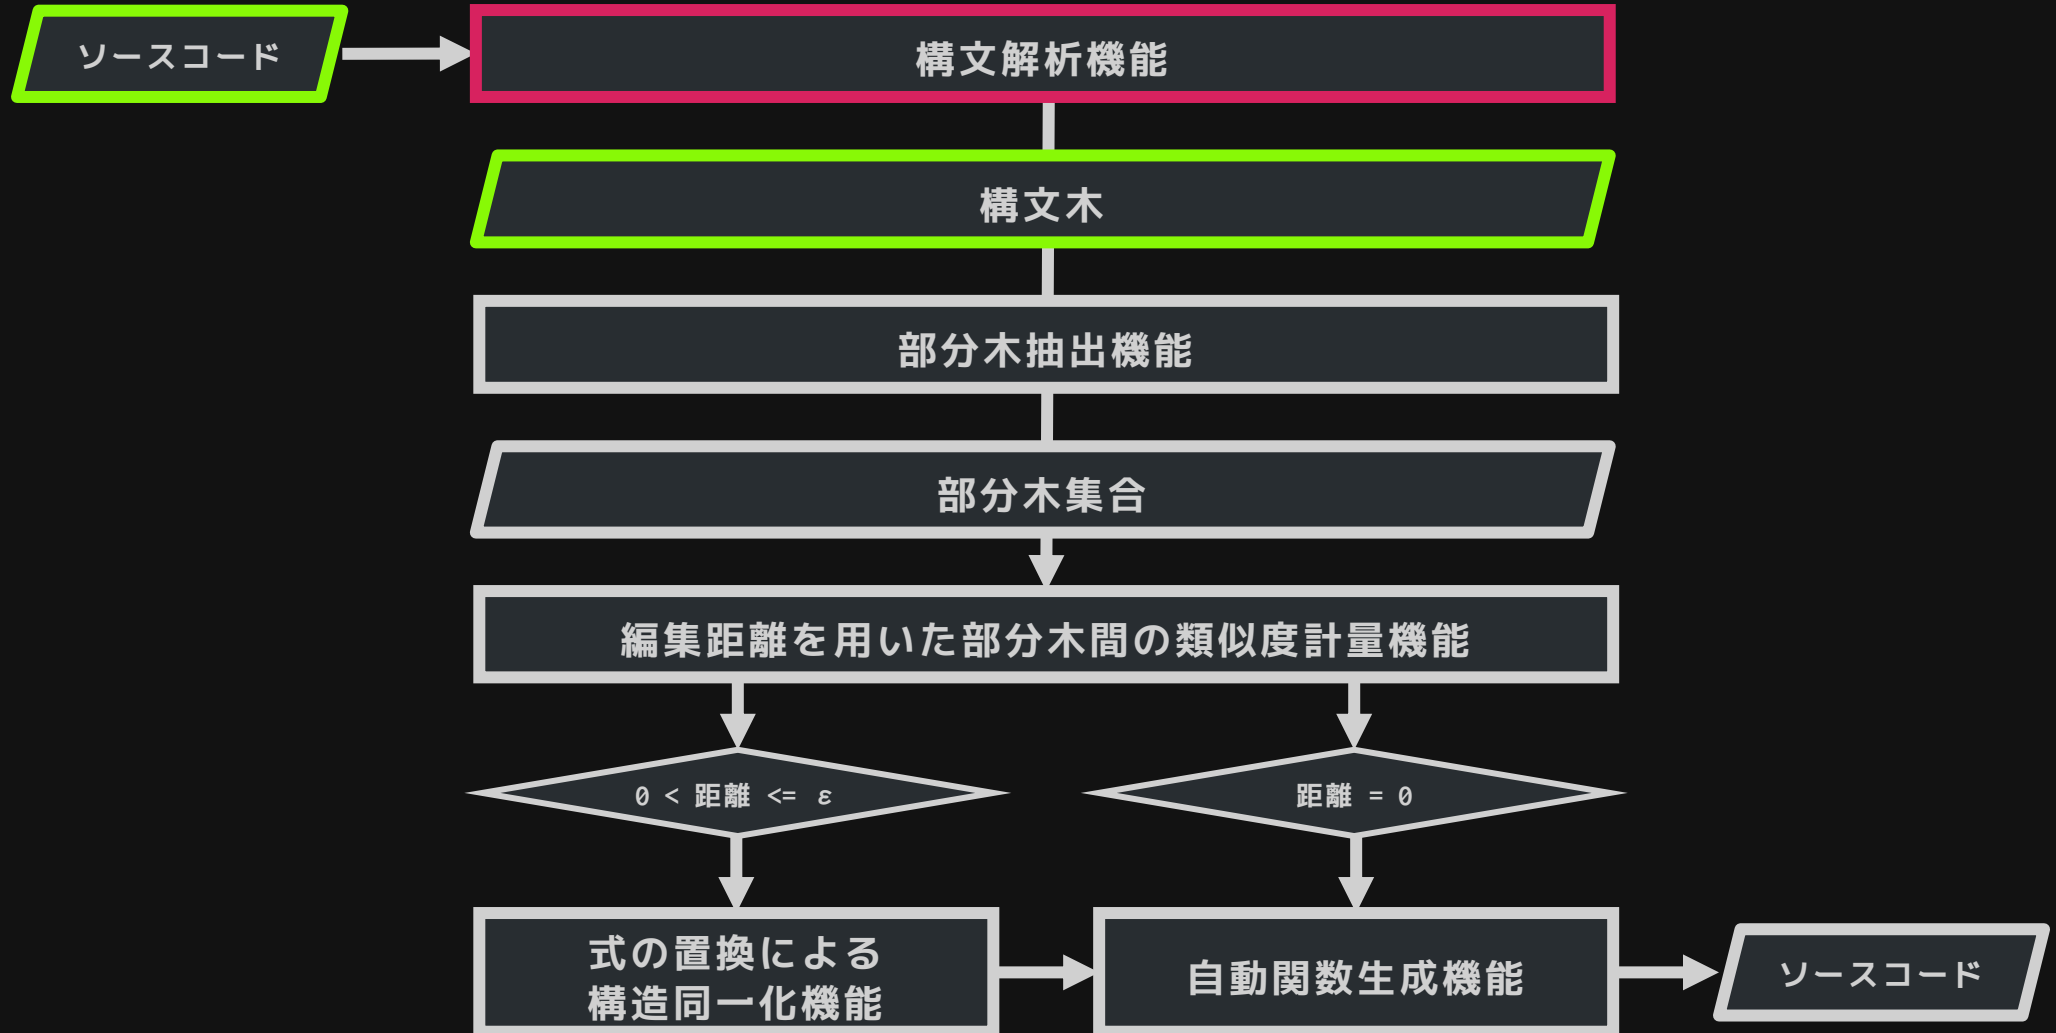 ソースコード
構文解析機能
構文木
部分木抽出機能
部分木集合
編集距離を用いた部分木間の類似度計量機能
0 < 距離 <= ε
距離 = 0
式の置換による
構造同一化機能
自動関数生成機能
ソースコード